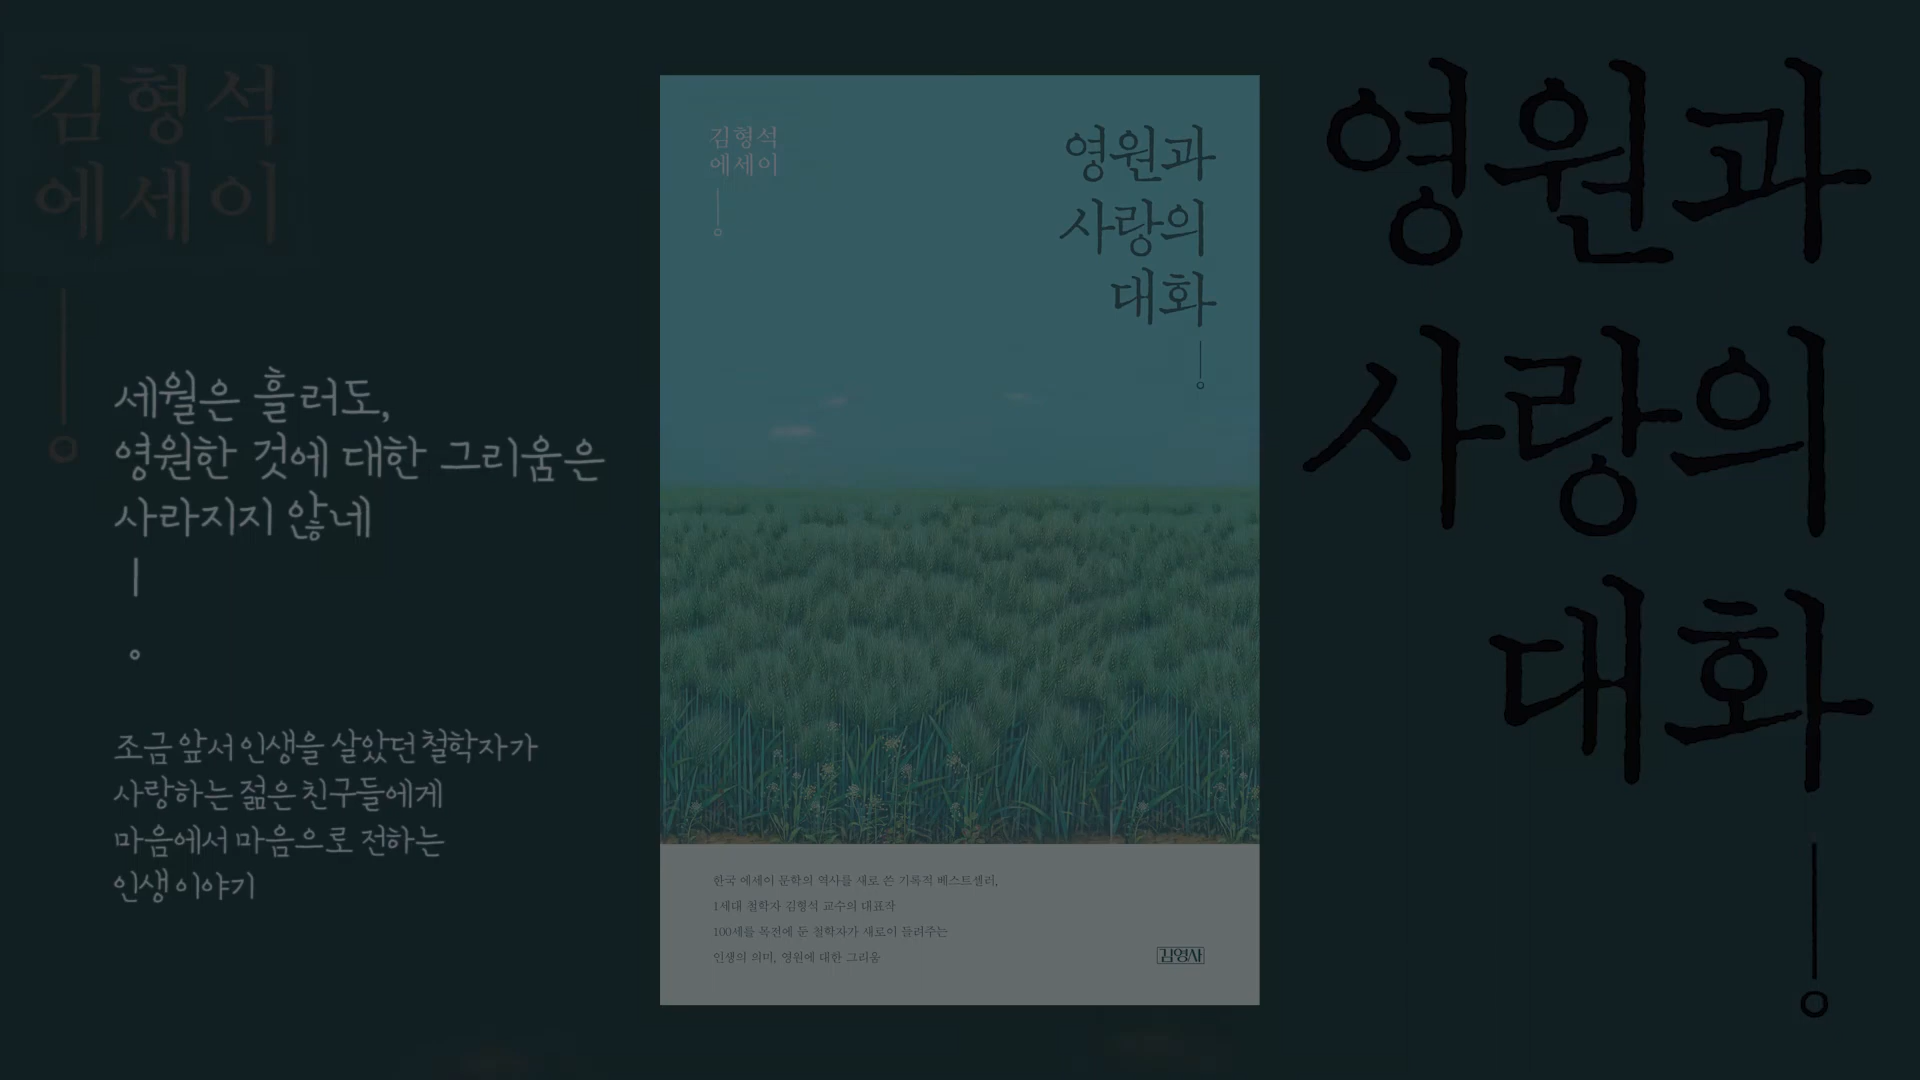 김형석
에세이
세월은 흘러도,
영원한 것에 대한 그리움은
사라지지 않네
조금 앞서 인생을 살았던 철학자가
사랑하는 젊은 친구들에게
마음에서 마음으로 전하는
인생 이야기
김형석
에세이
영원과
사랑의
대화
한국 에세이 문학의 역사를 새로 쓴 기록적 베스트셀러,
1세대 철학자 김형석 교수의 대표작
100세를 목전에 둔 철학자가 새로이 들려주는
인생의 의미, 영원에 대한 그리움
김영사
영원과
사랑의
대화